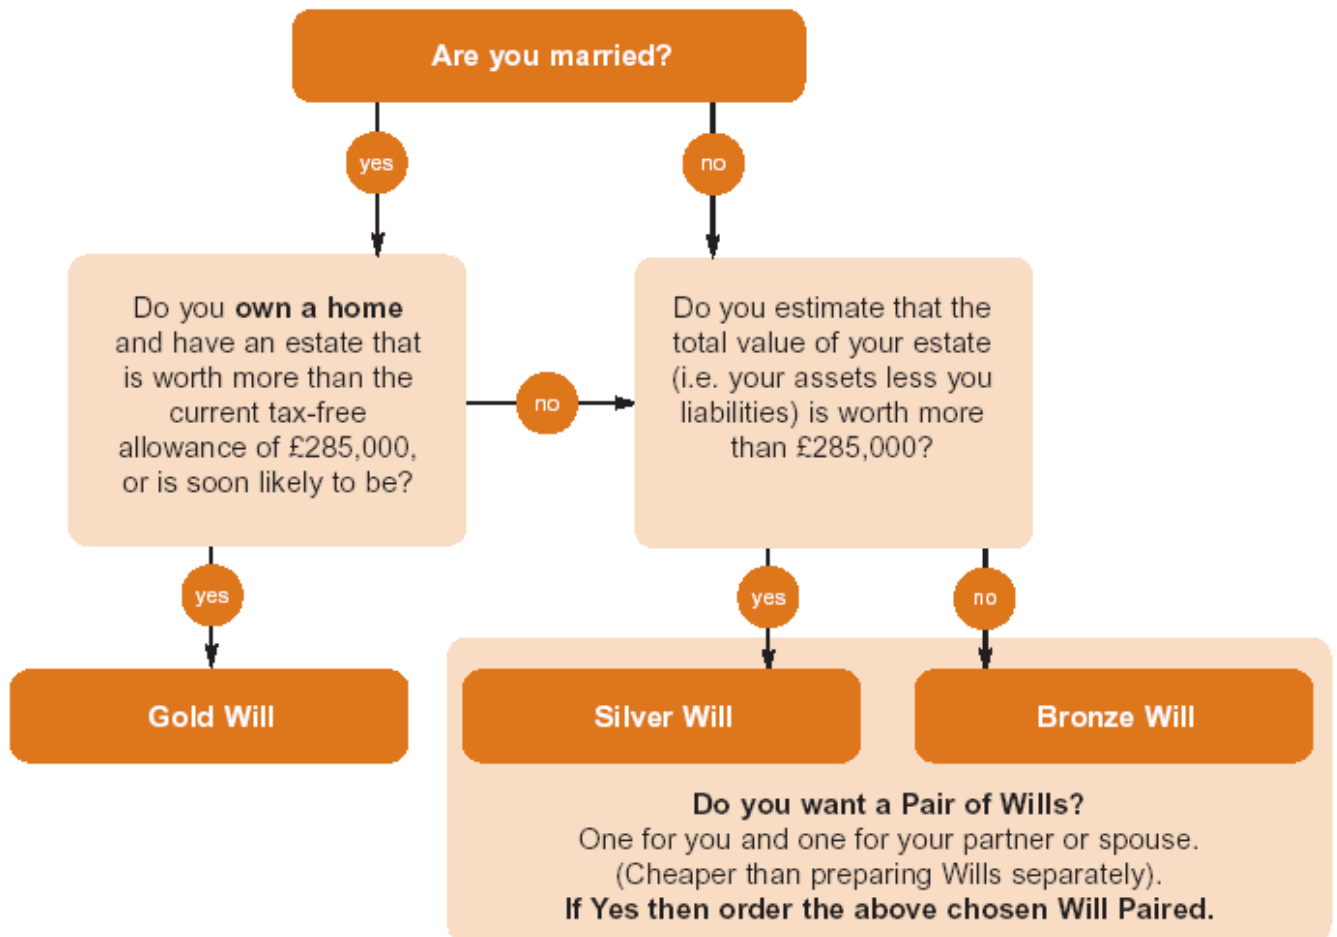 Are you married?
yes
no
Do you own a home
and have an estate that
is worth more than the
current tax-free
allowance of £285,000,
or is soon likely to be?
no
Do you estimate that the
total value of your estate
(i.e. your assets less you
liabilities) is worth more
than £285,000?
yes
yes
no
Gold Will
Silver Will
Bronze Will
Do you want a Pair of Wills?
One for you and one for your partner or spouse.
(Cheaper than preparing Wills separately).
If Yes then order the above chosen Will Paired.